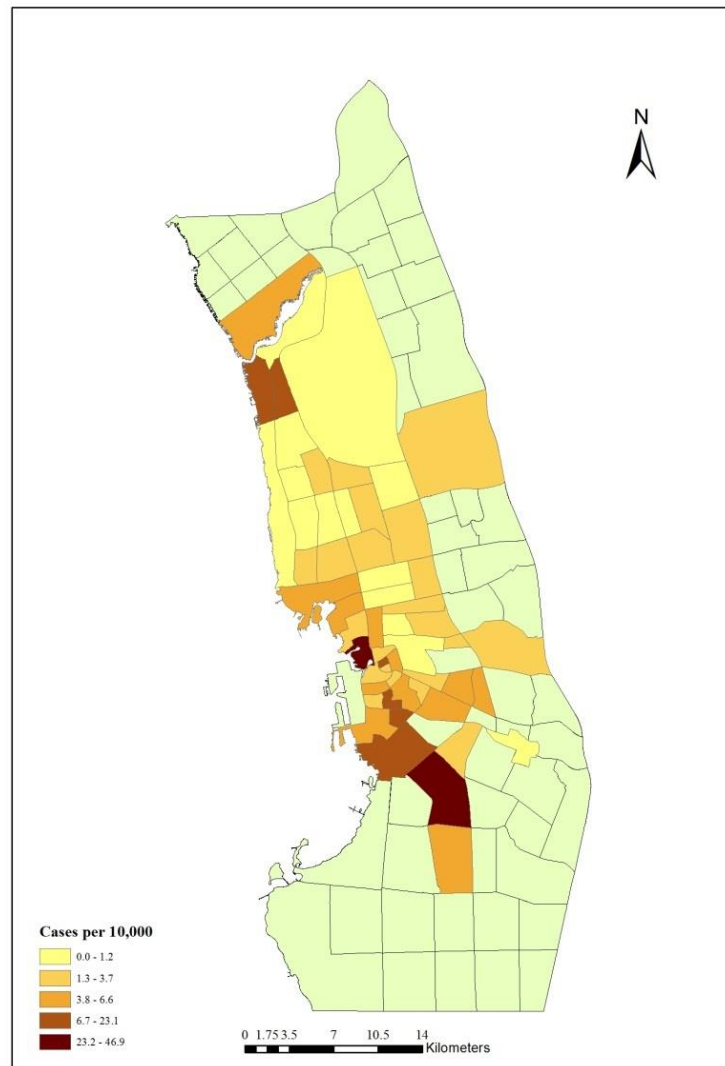 N
Cases per 10,000
0.0 - 1.2
1.3 - 3.7
3.8 - 6.6
6.7 - 23.1
23.2 - 46.9
0 1.75 3.5 7 10.5 14
Kilometers